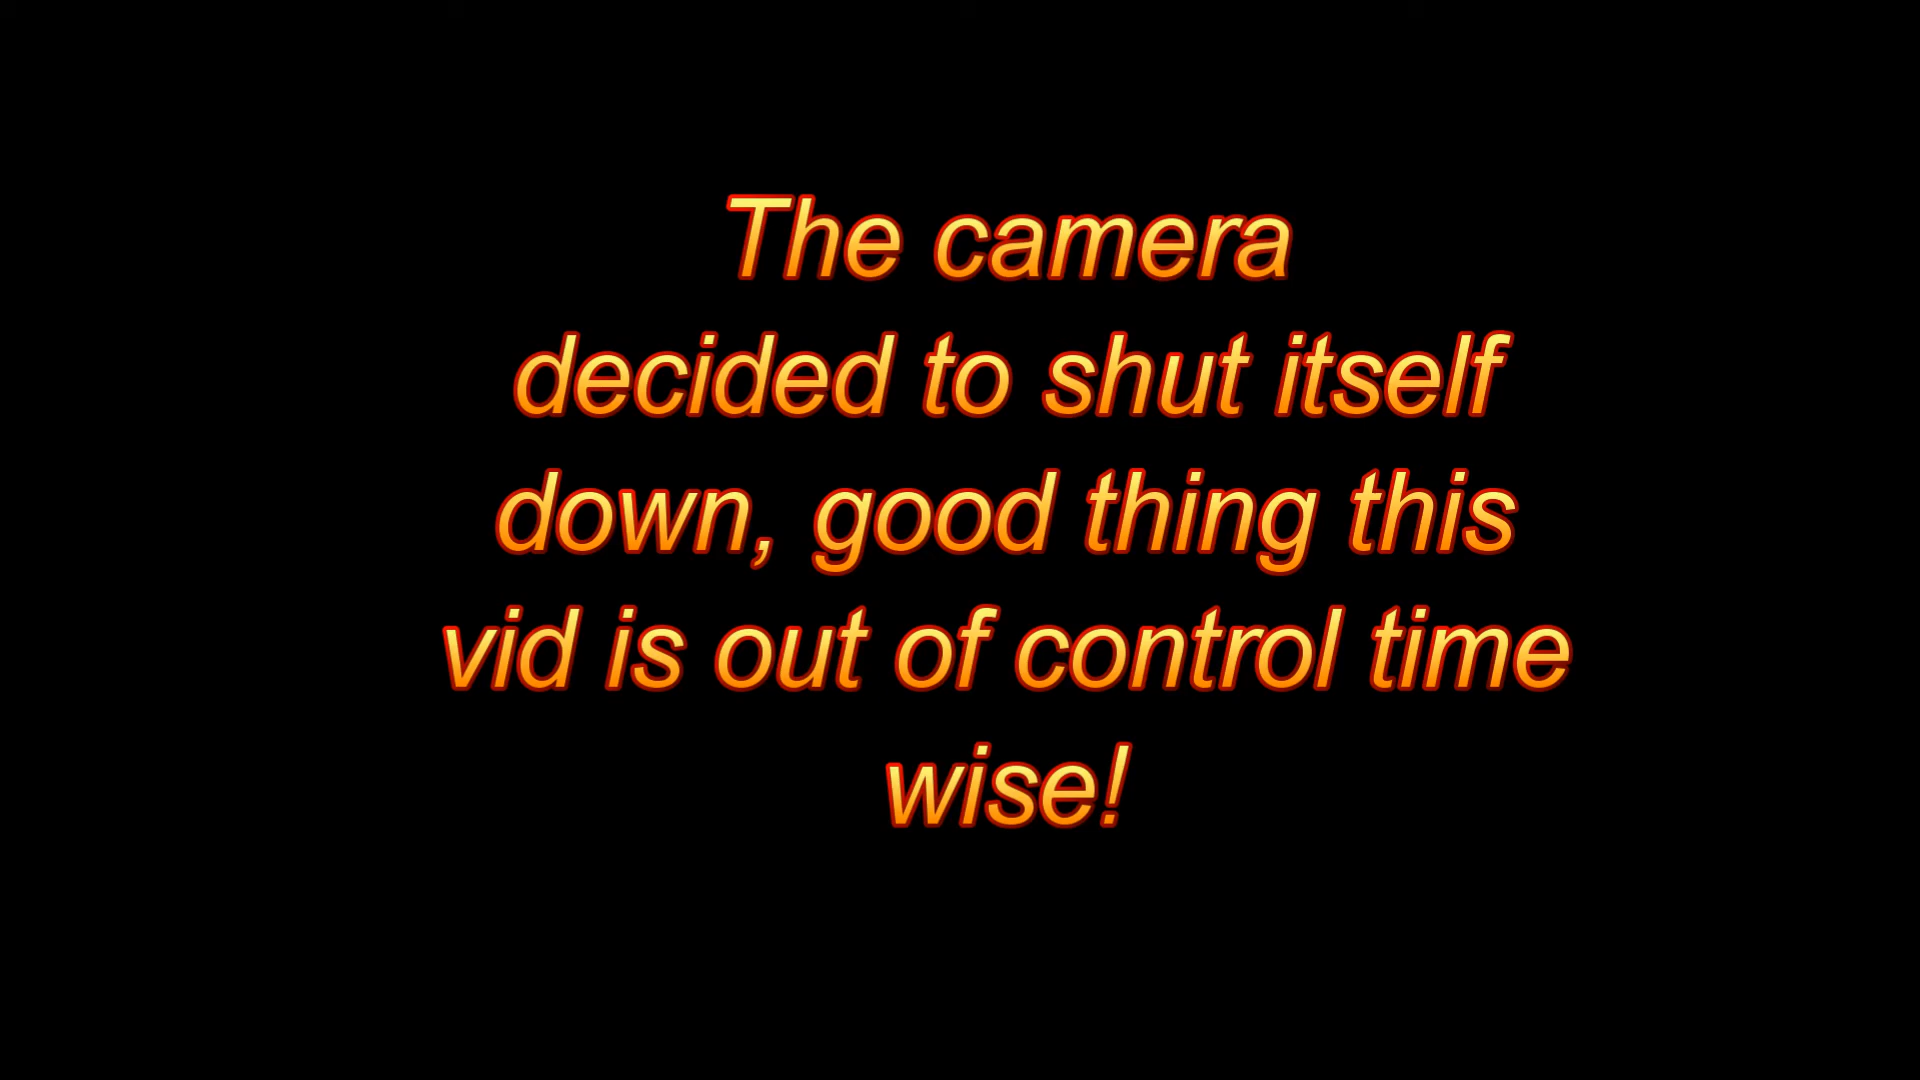 The camera
decided to shut itself
down, good thing this
vid is out of control time
wise!